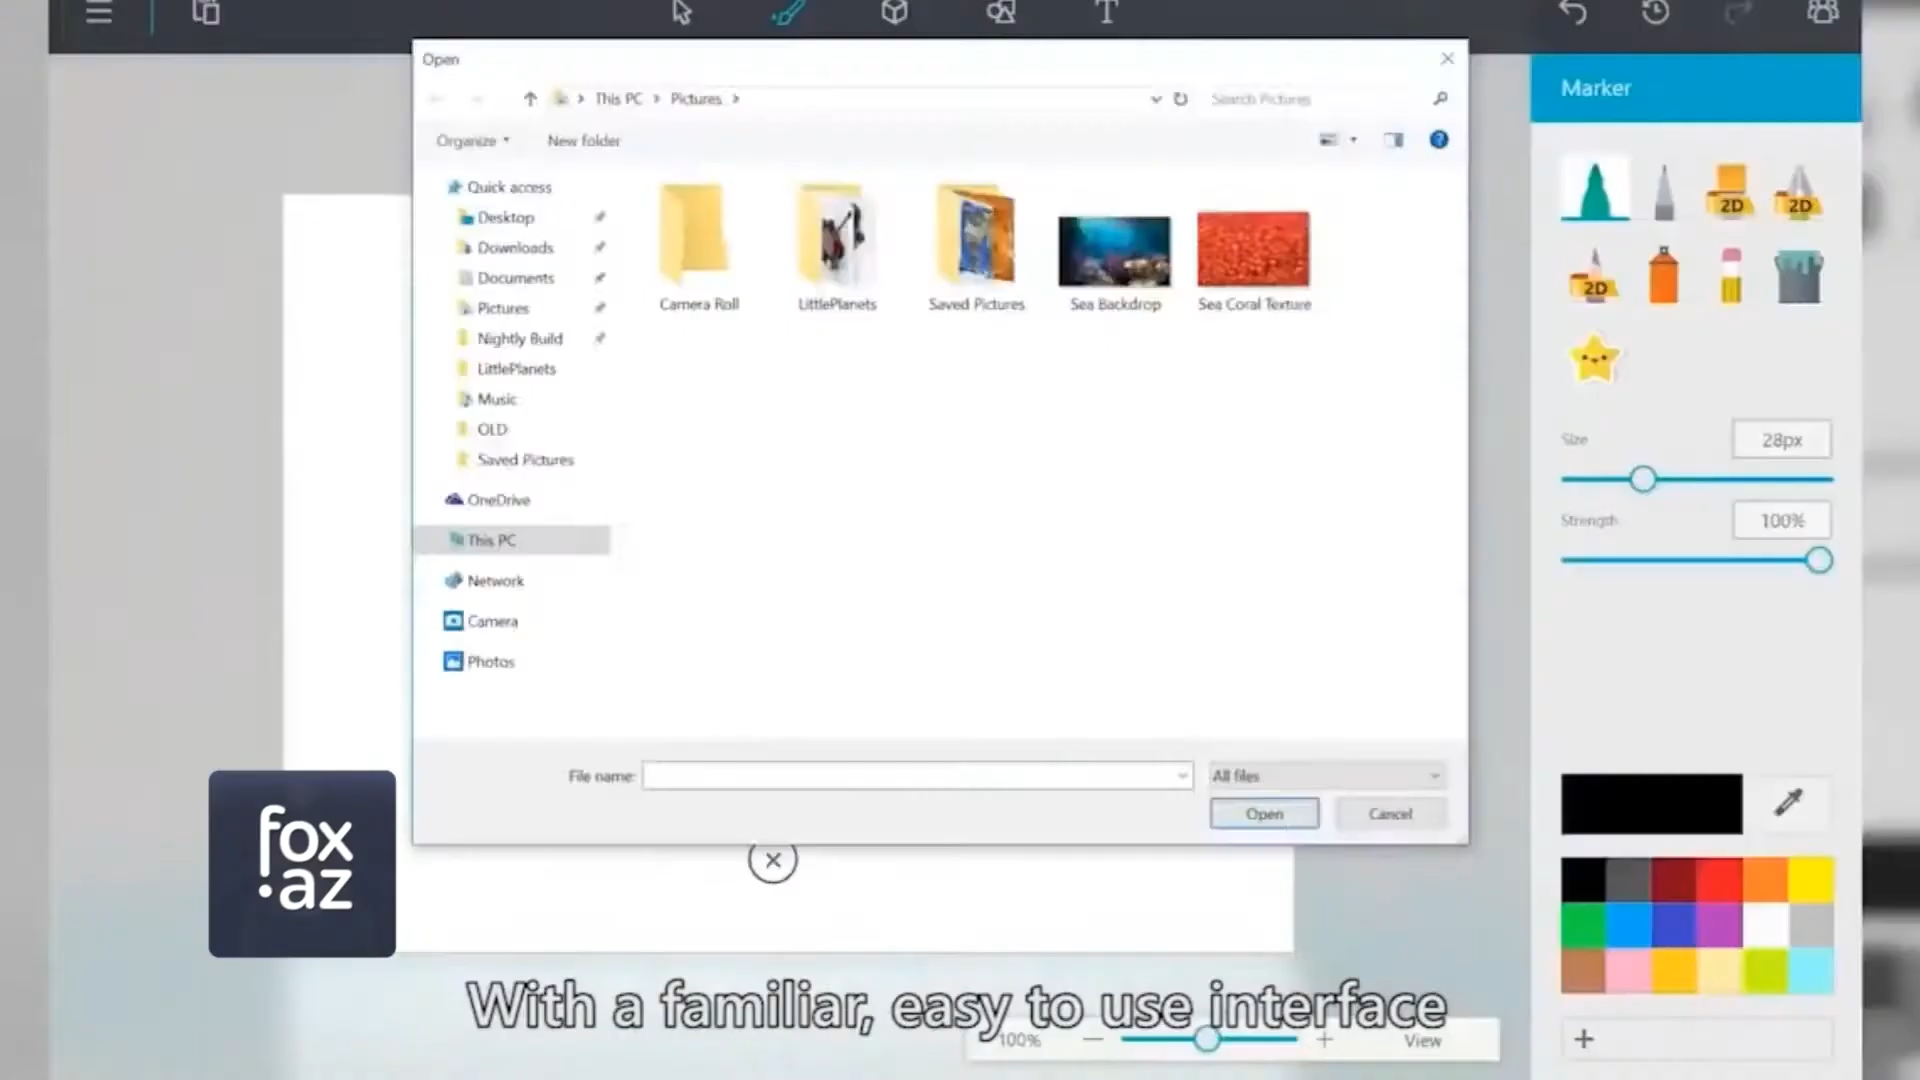 Open
Marker
This PC
Pictures
Search Pictures
Organize
New folder
Quick access
Desktop
Downloads
Documents
Pictures
Nightly Build
LittlePlanets
Music
OLD
Saved Pictures
OneDrive
This PC
Network
Camera
Photos
Camera Roll
LittlePlanets
Saved Pictures
Sea Backdrop
Sea Coral Texture
2D
2D
2D
Size
28px
Strength
100%
File name:
All files
Open
Cancel
fox
.az
With a familiar, easy to use interface
100%
View